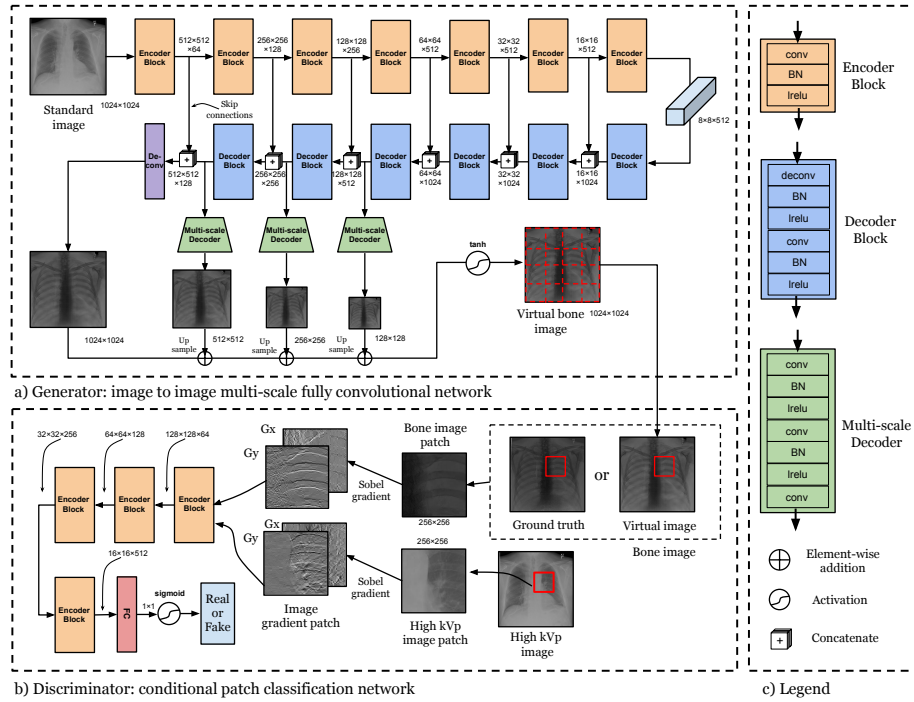 Standard
image
1024×1024
Encoder
Block
512×512
×64
Encoder
Block
256×256
×128
Encoder
Block
128×128
×256
Encoder
Block
64×64
×512
Encoder
Block
32×32
×512
Encoder
Block
16×16
×512
Encoder
Block
8×8×512
Skip
connections
De-
conv
512×512
×128
Decoder
Block
256×256
×256
Decoder
Block
128×128
×512
Decoder
Block
64×64
×1024
Decoder
Block
32×32
×1024
Decoder
Block
16×16
×1024
Decoder
Block
Multi-scale
Decoder
Multi-scale
Decoder
Multi-scale
Decoder
tanh
Virtual bone
image
1024×1024
1024×1024
Up
sample
512×512
Up
sample
256×256
Up
sample
128×128
a) Generator: image to image multi-scale fully convolutional network
32×32×256
64×64×128
128×128×64
Encoder
Block
Encoder
Block
Encoder
Block
Gx
Gy
Sobel
gradient
Bone image
patch
256×256
Ground truth
or
Virtual image
Bone image
Gx
Gy
Image
gradient patch
Sobel
gradient
256×256
High kVp
image patch
High kVp
image
Encoder
Block
16×16×512
FC
1×1
sigmoid
Real
or
Fake
b) Discriminator: conditional patch classification network
conv
BN
lrelu
Encoder
Block
deconv
BN
lrelu
conv
BN
lrelu
Decoder
Block
conv
BN
lrelu
conv
BN
lrelu
conv
Multi-scale
Decoder
Element-wise
addition
Activation
Concatenate
c) Legend